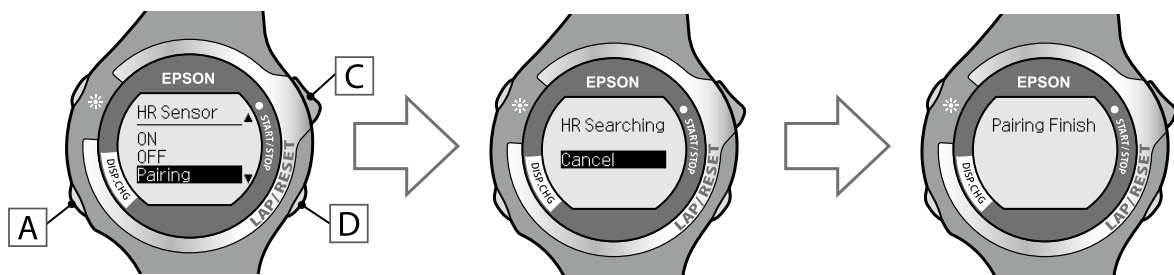 EPSON
HR Sensor
ON
OFF
Pairing
START/STOP
LAP/RESET
DISP.CHG
A
C
D
EPSON
HR Searching
Cancel
START/STOP
LAP/RESET
DISP.CHG
EPSON
Pairing Finish
START/STOP
LAP/RESET
DISP.CHG